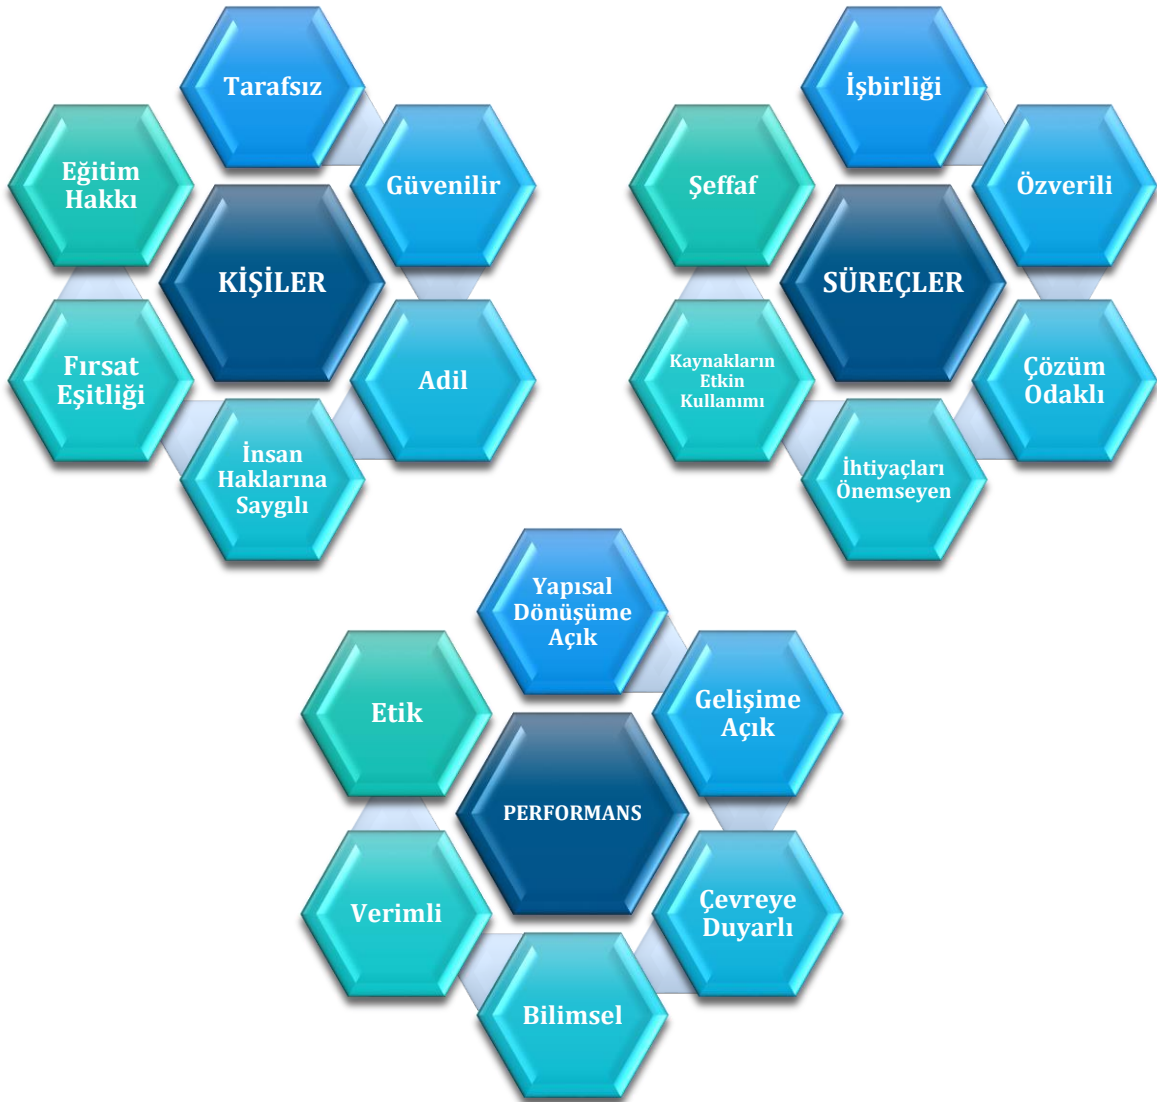 Tarafsız
Güvenilir
Adil
İnsan
Haklarına
Saygılı
Fırsat
Eşitliği
Eğitim
Hakkı
KİŞİLER
İşbirliği
Özverili
Çözüm
Odaklı
İhtiyaçları
Önemseyen
Kaynakların
Etkin
Kullanımı
Şeffaf
SÜREÇLER
Yapısal
Dönüşüme
Açık
Gelişime
Açık
Çevreye
Duyarlı
Bilimsel
Verimli
Etik
PERFORMANS